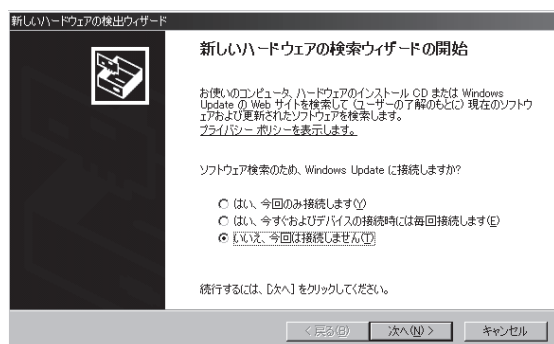 新しいハードウェアの検出ウィザード
新しいハードウェアの検索ウィザードの開始
お使いのコンピュータ、ハードウェアのインストール CD または Windows
Update の Web サイトを検索して (ユーザーの了解のもとに) 現在のソフトウ
ェアおよび更新されたソフトウェアを検索します。
プライバシー ポリシーを表示します。
ソフトウェア検索のため、Windows Update に接続しますか?
はい、今回のみ接続します(Y)
はい、今すぐおよびデバイスの接続時には毎回接続します(E)
いいえ、今回は接続しません(T)
続行するには、[次へ] をクリックしてください。
< 戻る(B)
次へ(N) >
キャンセル